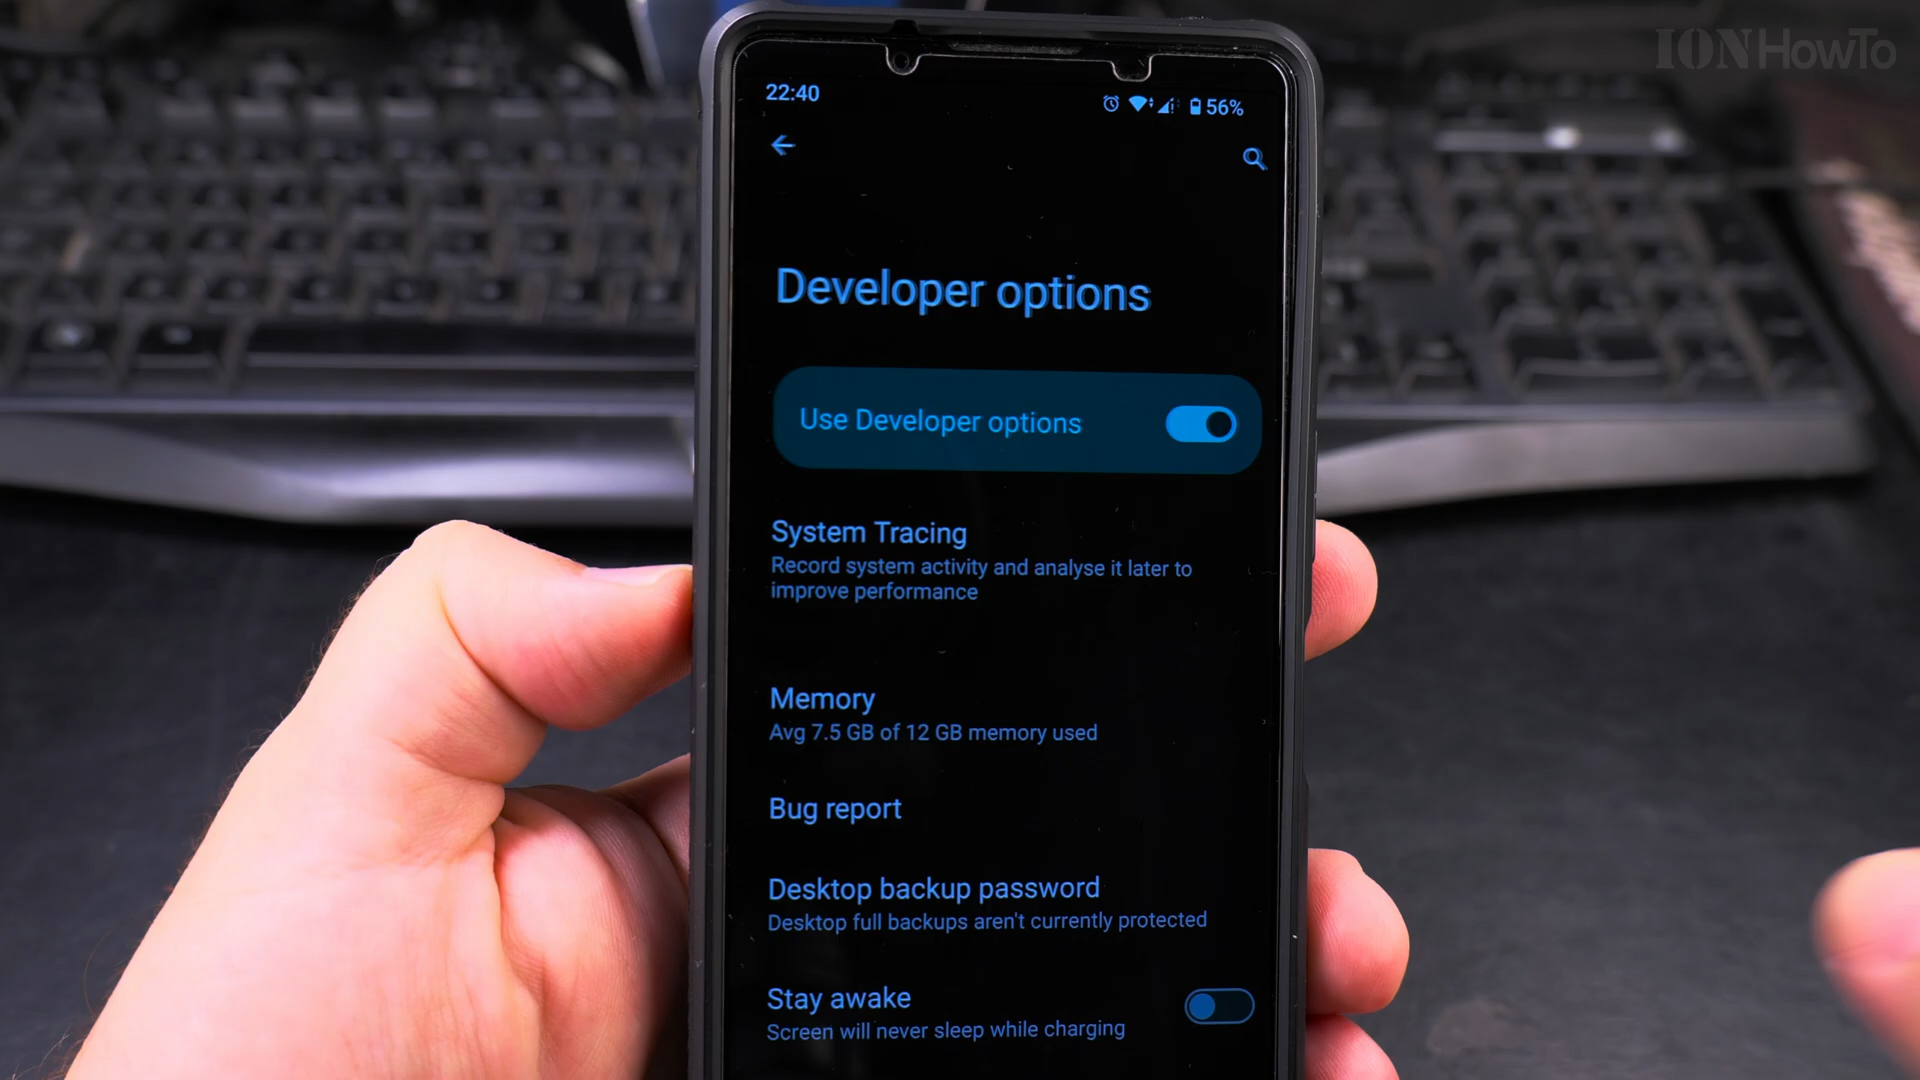 IONHowTo
22:40
56%
Developer options
Use Developer options
System Tracing
Record system activity and analyse it later to
improve performance
Memory
Avg 7.5 GB of 12 GB memory used
Bug report
Desktop backup password
Desktop full backups aren't currently protected
Stay awake
Screen will never sleep while charging